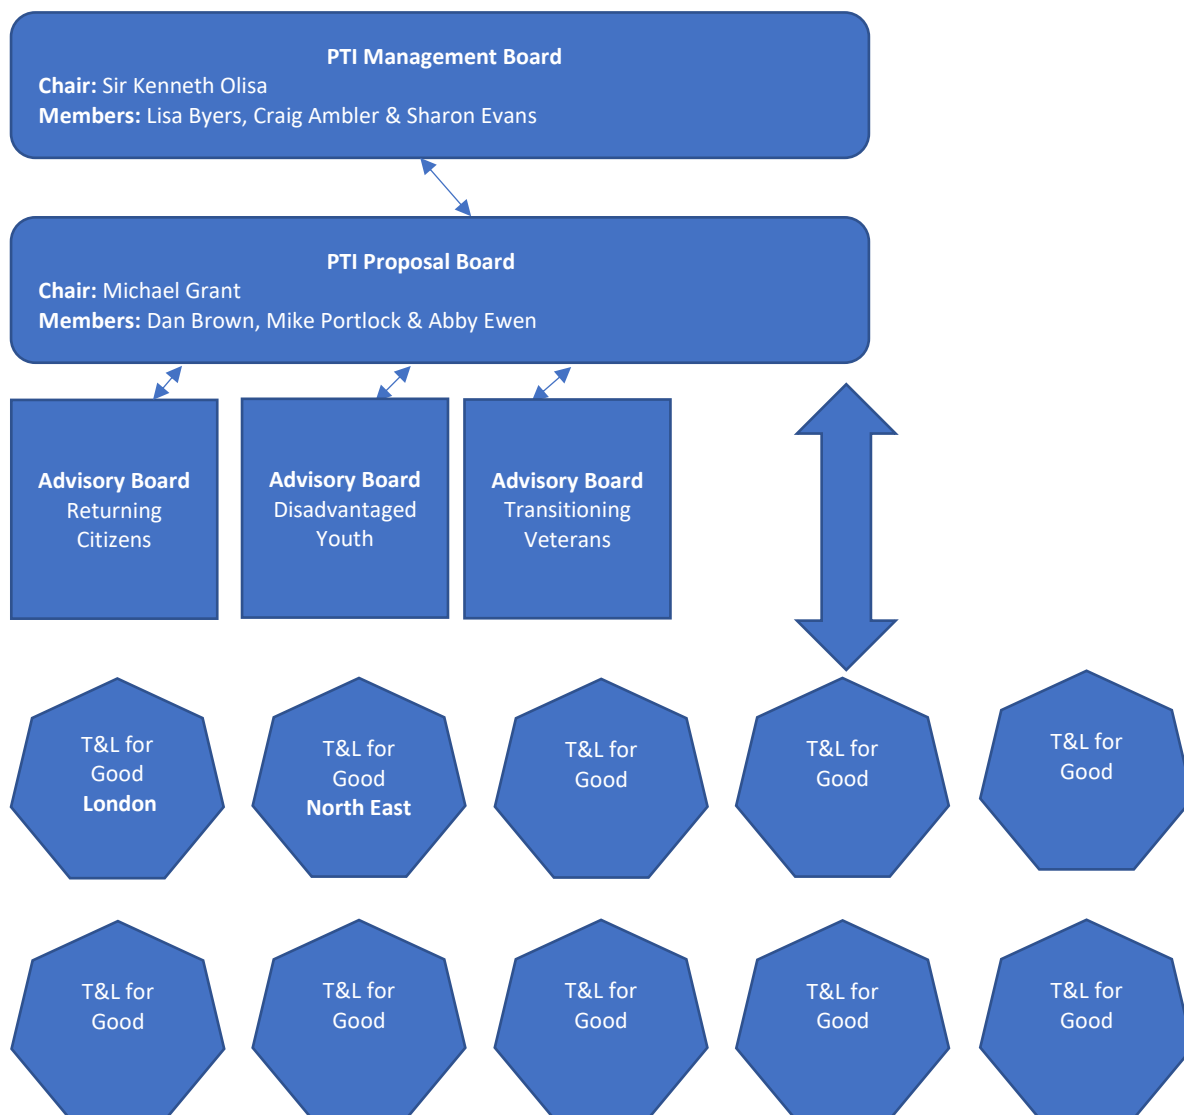 PTI Management Board
Chair: Sir Kenneth Olisa
Members: Lisa Byers, Craig Ambler & Sharon Evans
PTI Proposal Board
Chair: Michael Grant
Members: Dan Brown, Mike Portlock & Abby Ewen
Advisory Board
Returning
Citizens
Advisory Board
Disadvantaged
Youth
Advisory Board
Transitioning
Veterans
T&L for
Good
London
T&L for
Good
North East
T&L for
Good
T&L for
Good
T&L for
Good
T&L for
Good
T&L for
Good
T&L for
Good
T&L for
Good
T&L for
Good